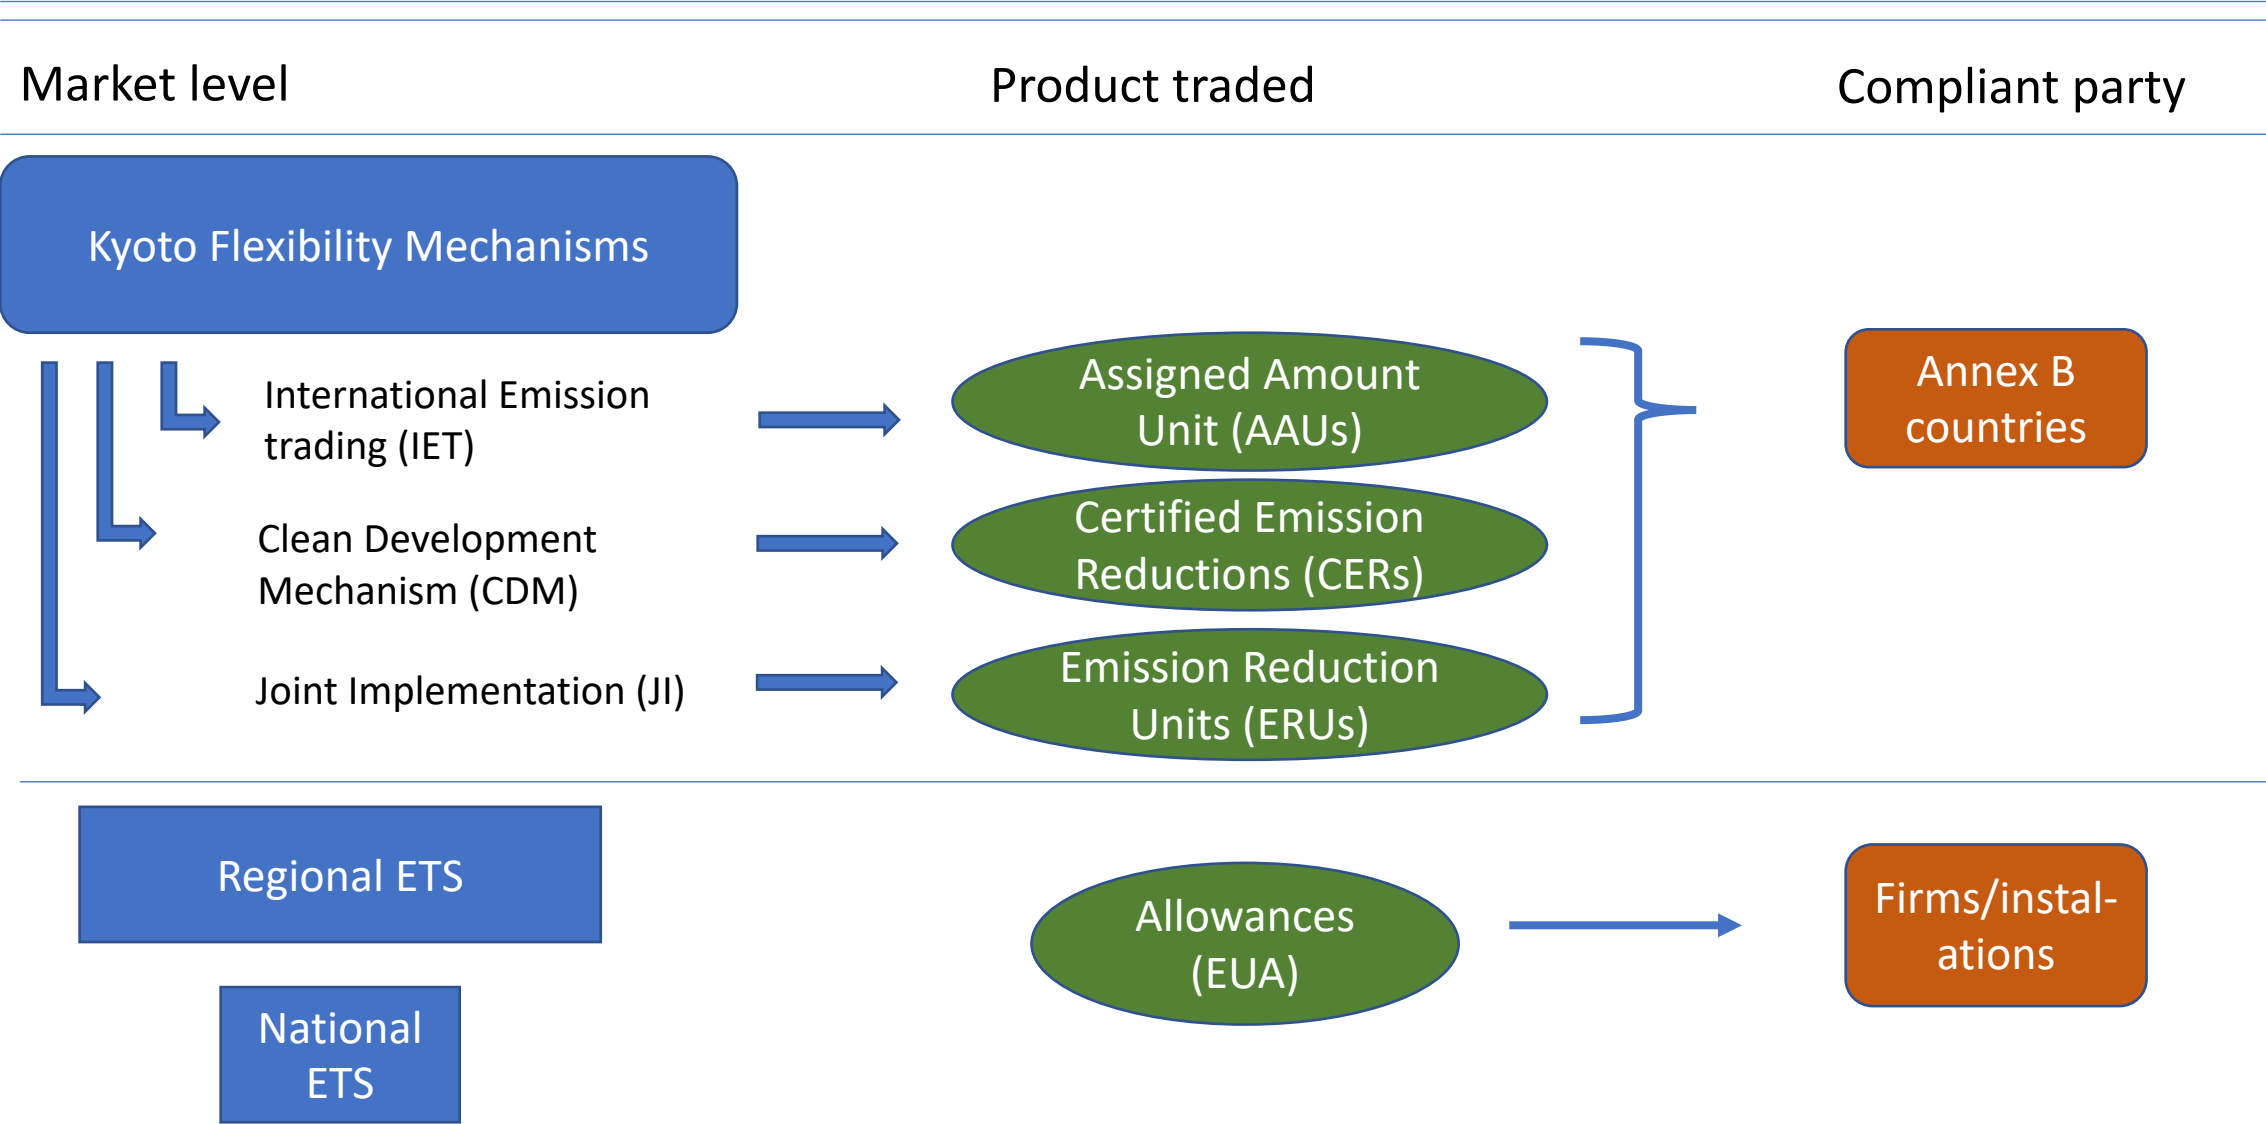 Market level
Product traded
Compliant party
Kyoto Flexibility Mechanisms
International Emission
trading (IET)
Assigned Amount
Unit (AAUs)
Annex B
countries
Clean Development
Mechanism (CDM)
Certified Emission
Reductions (CERs)
Joint Implementation (JI)
Emission Reduction
Units (ERUs)
Regional ETS
Allowances
(EUA)
Firms/instal-
ations
National
ETS